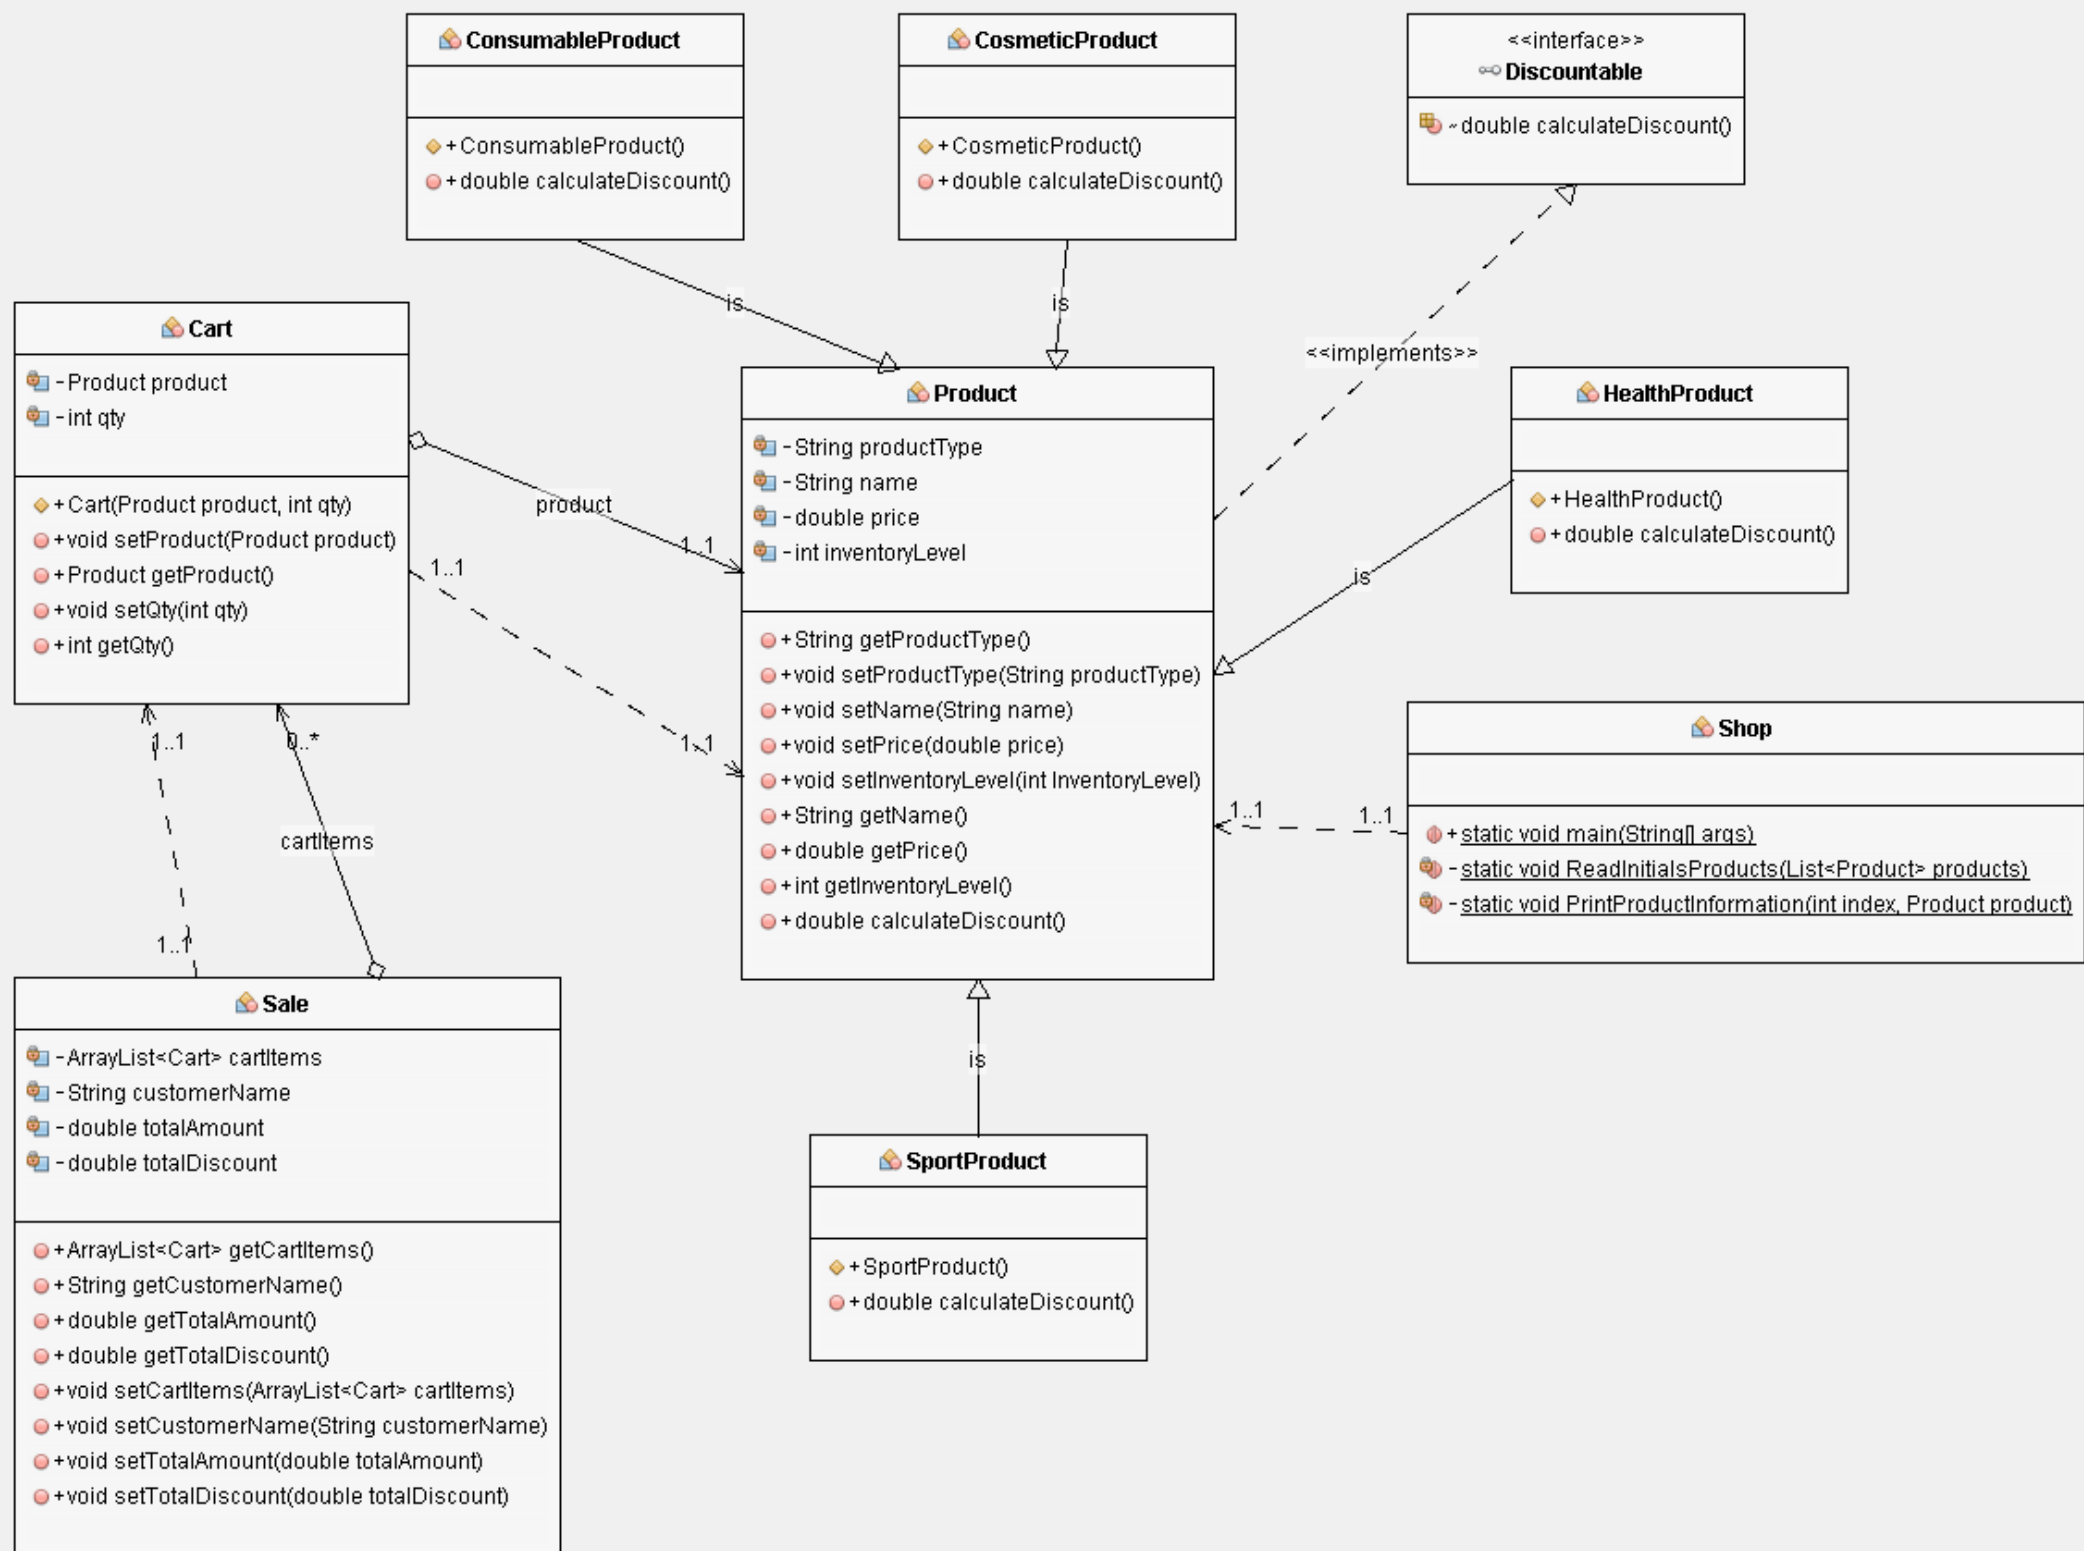 ConsumableProduct
+ConsumableProduct()
+double calculateDiscount()
CosmeticProduct
+CosmeticProduct()
+double calculateDiscount()
<<interface>>
Discountable
~double calculateDiscount()
is
is
<<implements>>
Cart
-Product product
-int qty
+Cart(Product product, int qty)
+void setProduct(Product product)
+Product getProduct()
+void setQty(int qty)
+int getQty()
product
1..1
1..1
1..1
Product
-String productType
-String name
-double price
-int inventoryLevel
+String getProductType()
+void setProductType(String productType)
+void setName(String name)
+void setPrice(double price)
+void setInventoryLevel(int InventoryLevel)
+String getName()
+double getPrice()
+int getInventoryLevel()
+double calculateDiscount()
HealthProduct
+HealthProduct()
+double calculateDiscount()
is
Shop
+static void main(String[] args)
-static void ReadInitialsProducts(List<Product> products)
-static void PrintProductInformation(int index, Product product)
1..1
1..1
1..1
0..*
cartItems
1..1
Sale
-ArrayList<Cart> cartItems
-String customerName
-double totalAmount
-double totalDiscount
+ArrayList<Cart> getCartItems()
+String getCustomerName()
+double getTotalAmount()
+double getTotalDiscount()
+void setCartItems(ArrayList<Cart> cartItems)
+void setCustomerName(String customerName)
+void setTotalAmount(double totalAmount)
+void setTotalDiscount(double totalDiscount)
is
SportProduct
+SportProduct()
+double calculateDiscount()